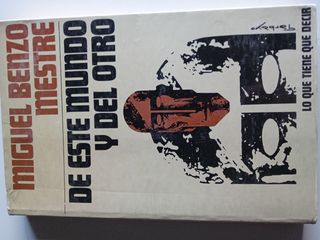 MIGUEL BENZO
MESTRE
DE ESTE MUNDO
Y DEL OTRO
LO QUE TIENE QUE DECIR